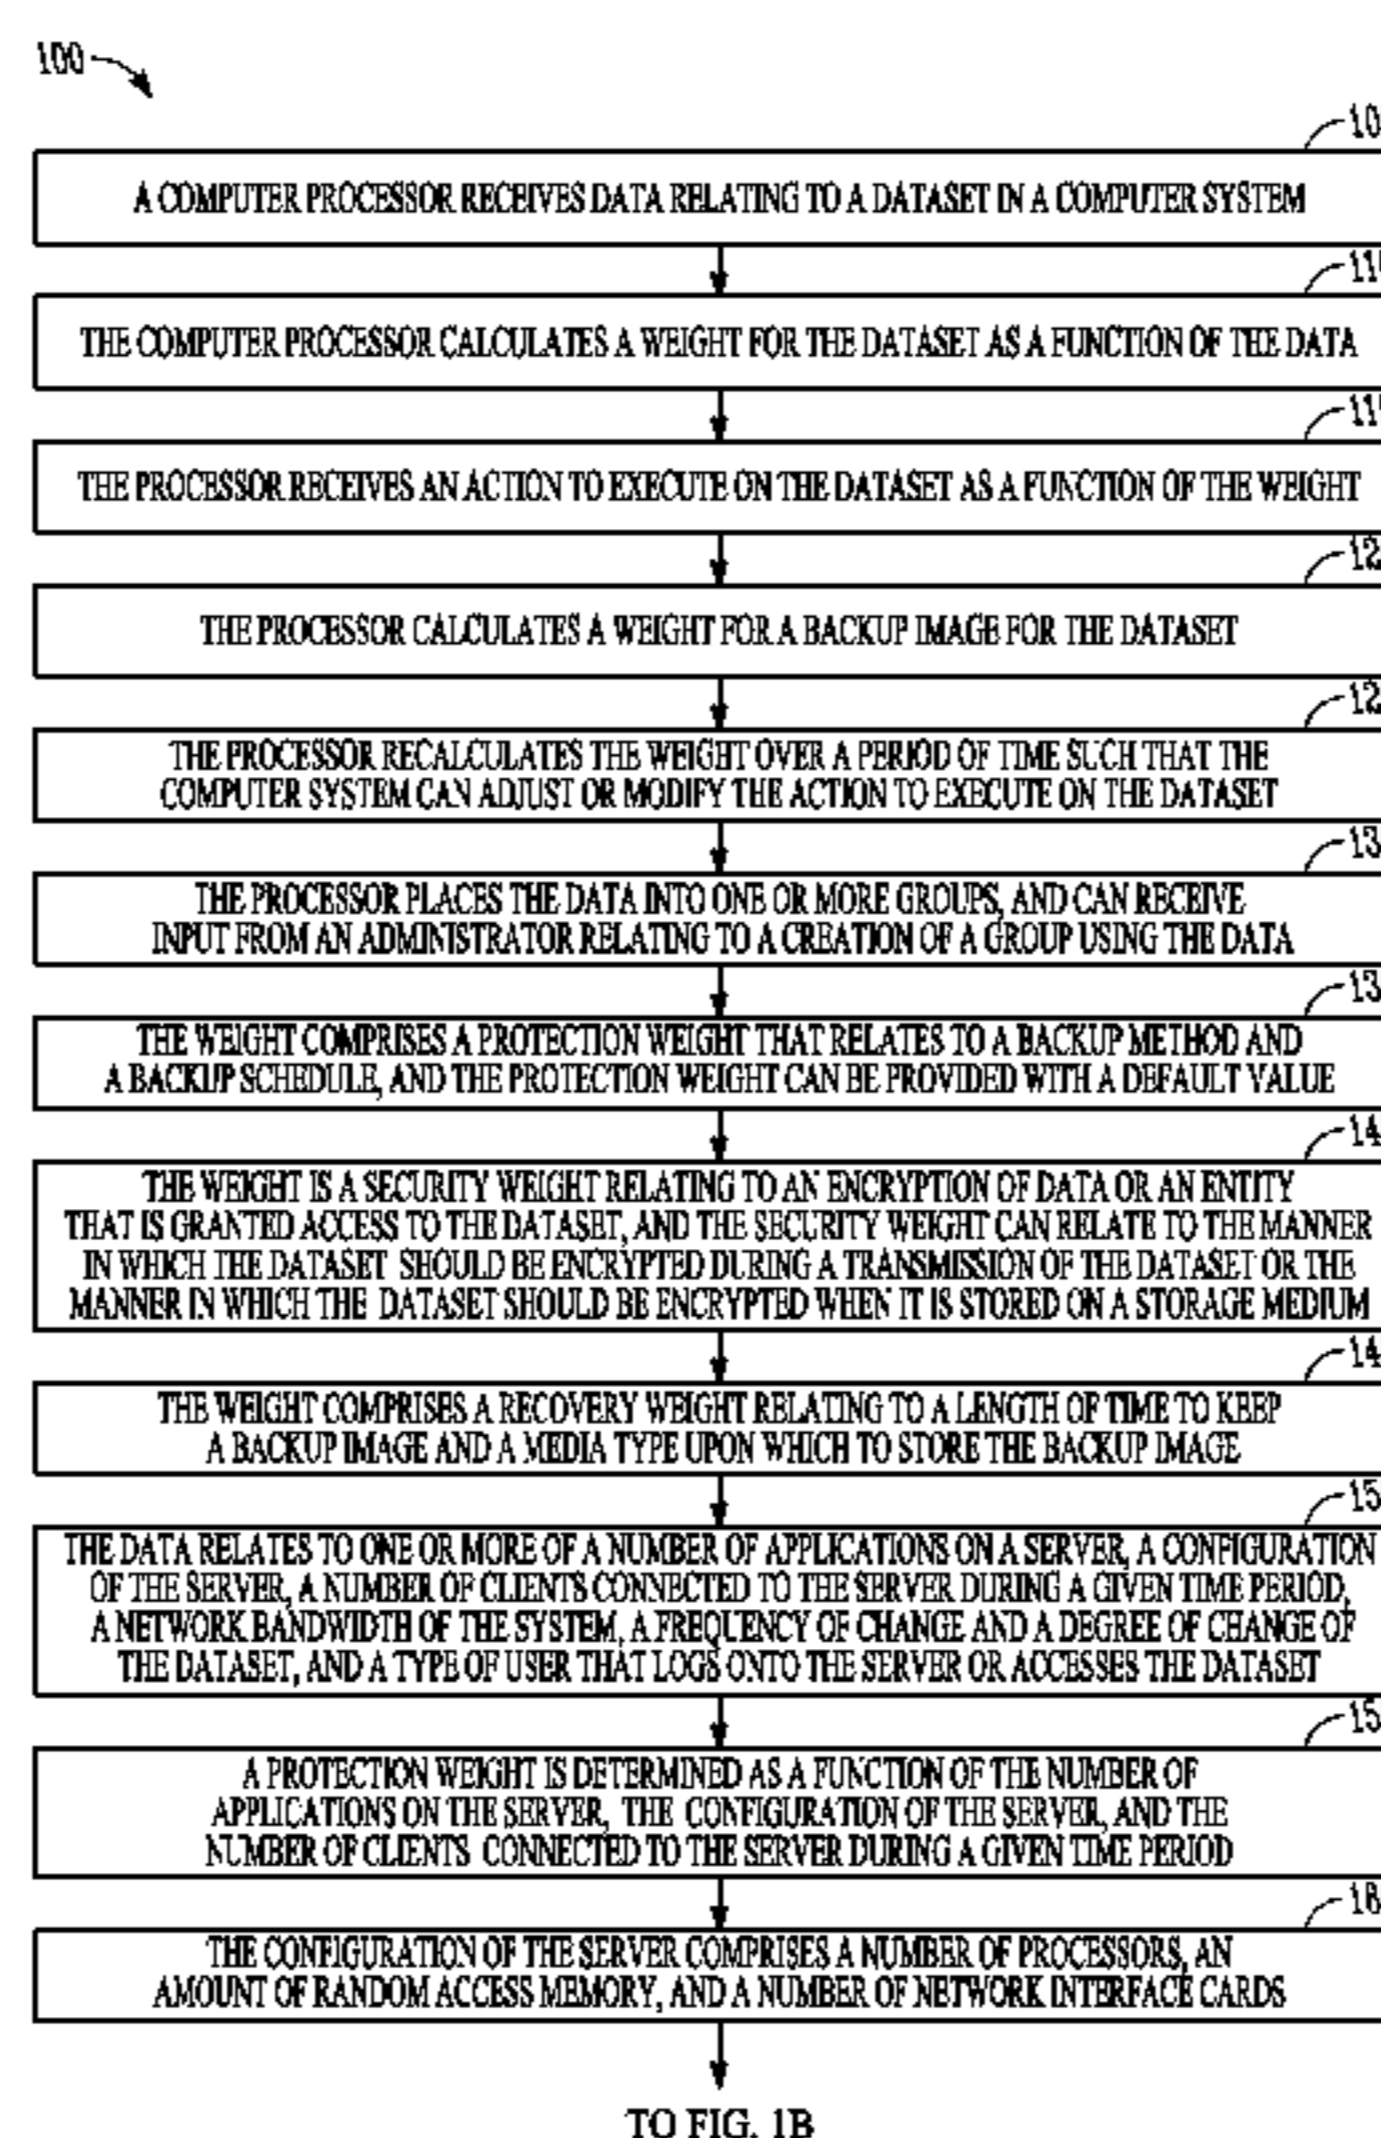 100
A COMPUTER PROCESSOR RECEIVES DATA RELATING TO A DATASET IN A COMPUTER SYSTEM
THE COMPUTER PROCESSOR CALCULATES A WEIGHT FOR THE DATASET AS A FUNCTION OF THE DATA
THE PROCESSOR RECEIVES AN ACTION TO EXECUTE ON THE DATASET AS A FUNCTION OF THE WEIGHT
THE PROCESSOR CALCULATES A WEIGHT FOR A BACKUP IMAGE FOR THE DATASET
THE PROCESSOR RECALCULATES THE WEIGHT OVER A PERIOD OF TIME SUCH THAT THE
COMPUTER SYSTEM CAN ADJUST OR MODIFY THE ACTION TO EXECUTE ON THE DATASET
THE PROCESSOR PLACES THE DATA INTO ONE OR MORE GROUPS, AND CAN RECEIVE
INPUT FROM AN ADMINISTRATOR RELATING TO A CREATION OF A GROUP USING THE DATA
THE WEIGHT COMPRISES A PROTECTION WEIGHT THAT RELATES TO A BACKUP METHOD AND
A BACKUP SCHEDULE, AND THE PROTECTION WEIGHT CAN BE PROVIDED WITH A DEFAULT VALUE
THE WEIGHT IS A SECURITY WEIGHT RELATING TO AN ENCRYPTION OF DATA OR AN ENTITY
THAT IS GRANTED ACCESS TO THE DATASET, AND THE SECURITY WEIGHT CAN RELATE TO THE MANNER
IN WHICH THE DATASET SHOULD BE ENCRYPTED DURING A TRANSMISSION OF THE DATASET OR THE
MANNER IN WHICH THE DATASET SHOULD BE ENCRYPTED WHEN IT IS STORED ON A STORAGE MEDIUM
THE WEIGHT COMPRISES A RECOVERY WEIGHT RELATING TO A LENGTH OF TIME TO KEEP
A BACKUP IMAGE AND A MEDIA TYPE UPON WHICH TO STORE THE BACKUP IMAGE
THE DATA RELATES TO ONE OR MORE OF A NUMBER OF APPLICATIONS ON A SERVER, A CONFIGURATION
OF THE SERVER, A NUMBER OF CLIENTS CONNECTED TO THE SERVER DURING A GIVEN TIME PERIOD,
A NETWORK BANDWIDTH OF THE SYSTEM, A FREQUENCY OF CHANGE AND A DEGREE OF CHANGE OF
THE DATASET, AND A TYPE OF USER THAT LOGS ONTO THE SERVER OR ACCESSES THE DATASET
A PROTECTION WEIGHT IS DETERMINED AS A FUNCTION OF THE NUMBER OF
APPLICATIONS ON THE SERVER, THE CONFIGURATION OF THE SERVER, AND THE
NUMBER OF CLIENTS CONNECTED TO THE SERVER DURING A GIVEN TIME PERIOD
THE CONFIGURATION OF THE SERVER COMPRISES A NUMBER OF PROCESSORS, AN
AMOUNT OF RANDOM ACCESS MEMORY, AND A NUMBER OF NETWORK INTERFACE CARDS
TO FIG. 1B